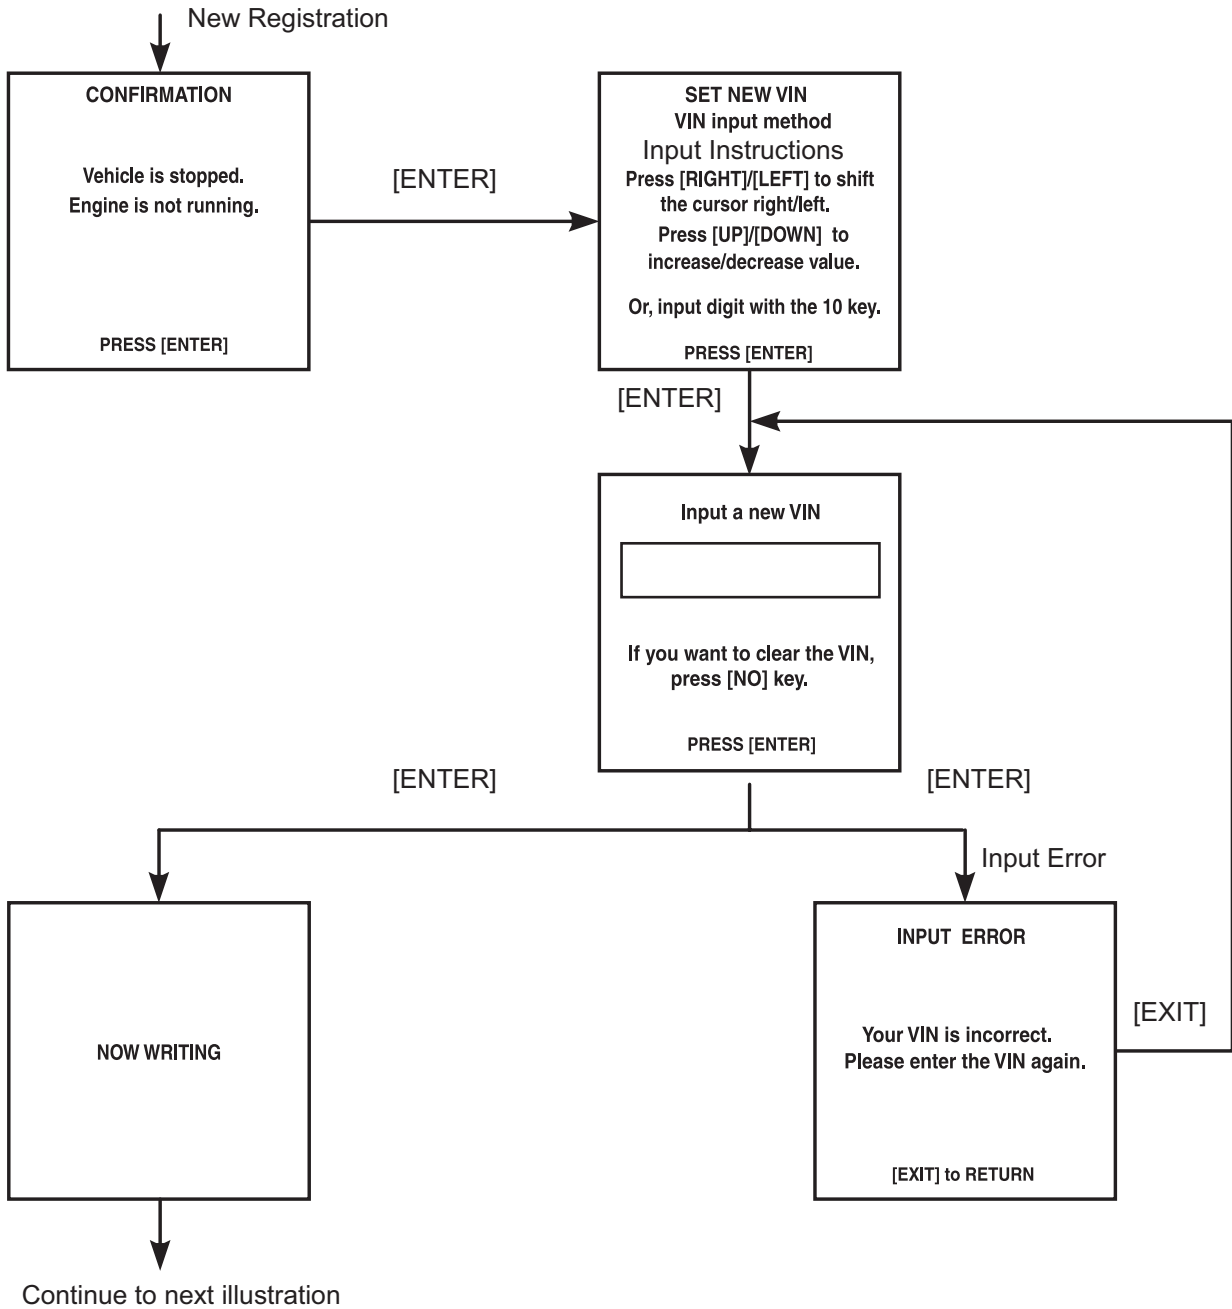 New Registration
CONFIRMATION
Vehicle is stopped.
Engine is not running.
PRESS [ENTER]
[ENTER]
SET NEW VIN
VIN input method
Input Instructions
Press [RIGHT]/[LEFT] to shift
the cursor right/left.
Press [UP]/[DOWN] to
increase/decrease value.
Or, input digit with the 10 key.
PRESS [ENTER]
[ENTER]
Input a new VIN
If you want to clear the VIN,
press [NO] key.
PRESS [ENTER]
[ENTER]
[ENTER]
Input Error
NOW WRITING
INPUT ERROR
Your VIN is incorrect.
Please enter the VIN again.
[EXIT] to RETURN
[EXIT]
Continue to next illustration